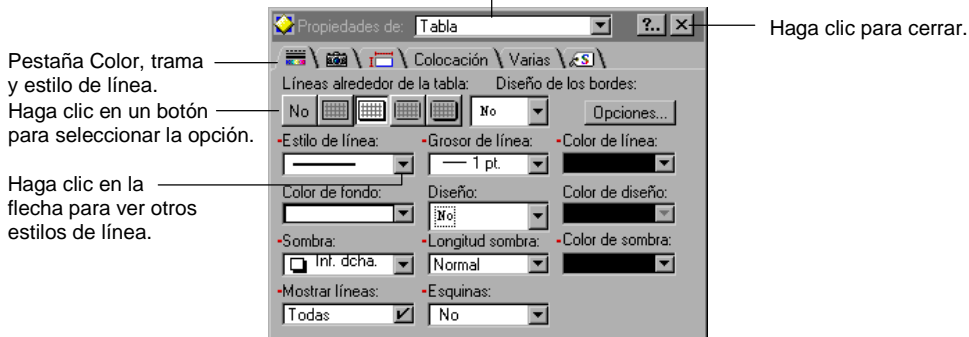 Propiedades de: Tabla ?..
Haga clic para cerrar.
Pestaña Color, trama
y estilo de línea.
Haga clic en un botón
para seleccionar la opción.
Haga clic en la
flecha para ver otros
estilos de línea.
Colocación Varias S
Líneas alrededor de la tabla: Diseño de los bordes:
No No Opciones...
Estilo de línea: Grosor de línea: Color de línea:
1 pt.
Color de fondo: Diseño: Color de diseño:
No
Sombra: Longitud sombra: Color de sombra:
Inf. dcha. Normal
Mostrar líneas: Esquinas:
Todas No